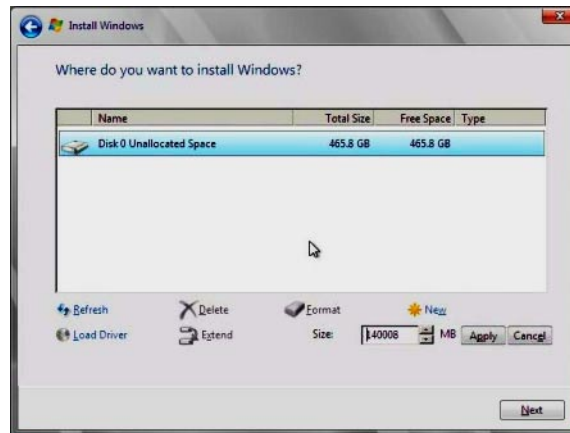 Install Windows
Where do you want to install Windows?
Name Total Size Free Space Type
Disk 0 Unallocated Space 465.8 GB 465.8 GB
Refresh Delete Format New
Load Driver Extend Size: 140008 MB Apply Cancel
Next